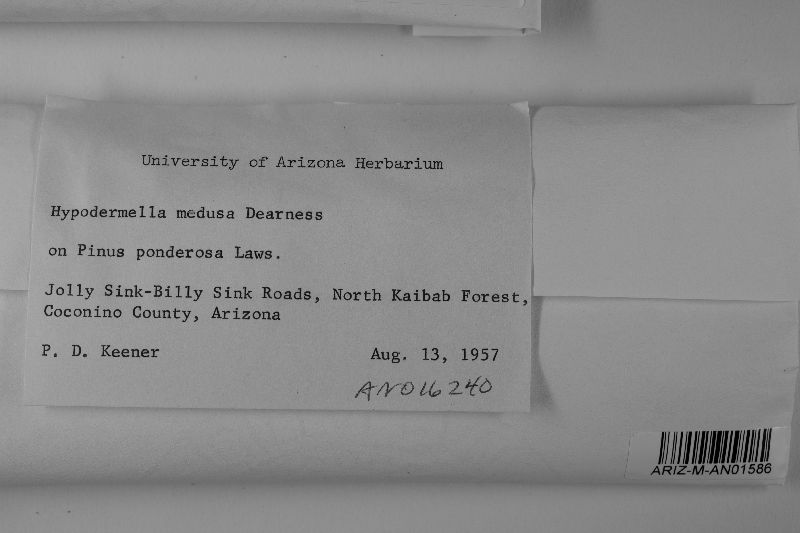 University of Arizona Herbarium
Hypodermella medusa Dearness
on Pinus ponderosa Laws.
Jolly Sink-Billy Sink Roads, North Kaibab Forest,
Coconino County, Arizona
P. D. Keener Aug. 13, 1957
AN016240
ARIZ-M-AN01586